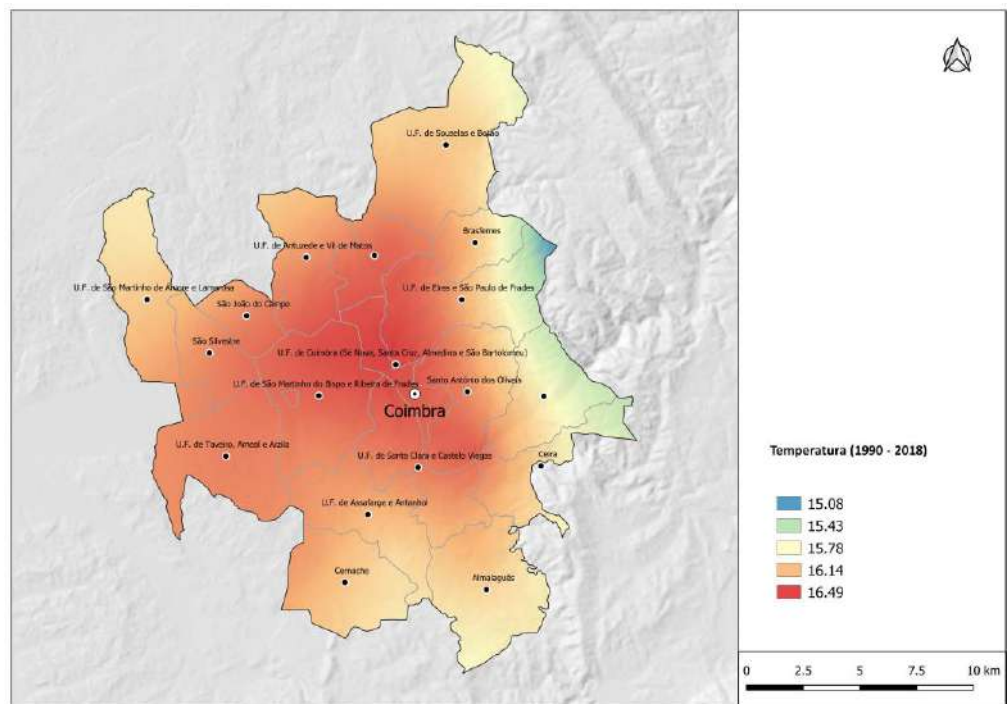 U.F. de Souselas e Botão
Brasfemes
U.F. de Antuzede e Vil de Matos
U.F. de São Martinho de Árvore e Lamarosa
U.F. de Eiras e São Paulo de Frades
São João do Campo
São Silvestre
U.F. de Coimbra (Sé Nova, Santa Cruz, Almedina e São Bartolomeu)
U.F. de São Martinho do Bispo e Ribeira de Frades
Santo António dos Olivais
Coimbra
U.F. de Taveiro, Ameal e Arzila
U.F. de Santa Clara e Castelo Viegas
Ceira
U.F. de Assafarge e Antanhol
Cernache
Almalaguês
Temperatura (1990 - 2018)
15.08
15.43
15.78
16.14
16.49
0 2.5 5 7.5 10 km